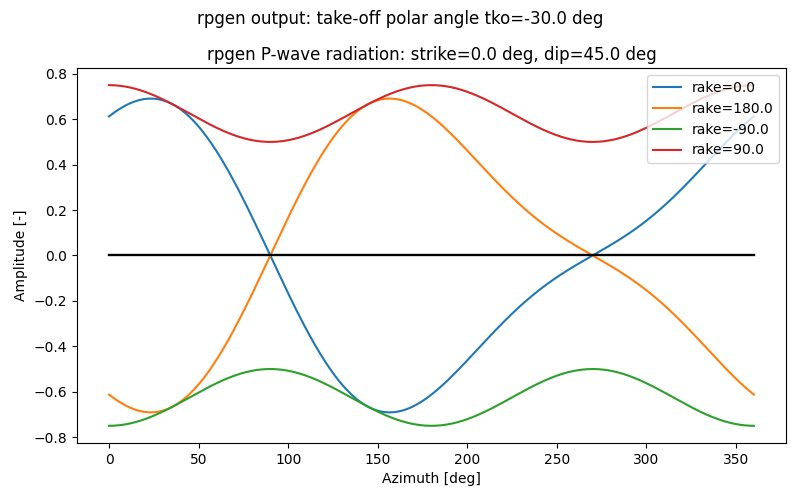 rpgen output: take-off polar angle tko=-30.0 deg
rpgen P-wave radiation: strike=0.0 deg, dip=45.0 deg
0.8
0.6
0.4
0.2
0.0
−0.2
−0.4
−0.6
−0.8
Amplitude [-]
rake=0.0
rake=180.0
rake=-90.0
rake=90.0
0
50
100
150
200
250
300
350
Azimuth [deg]